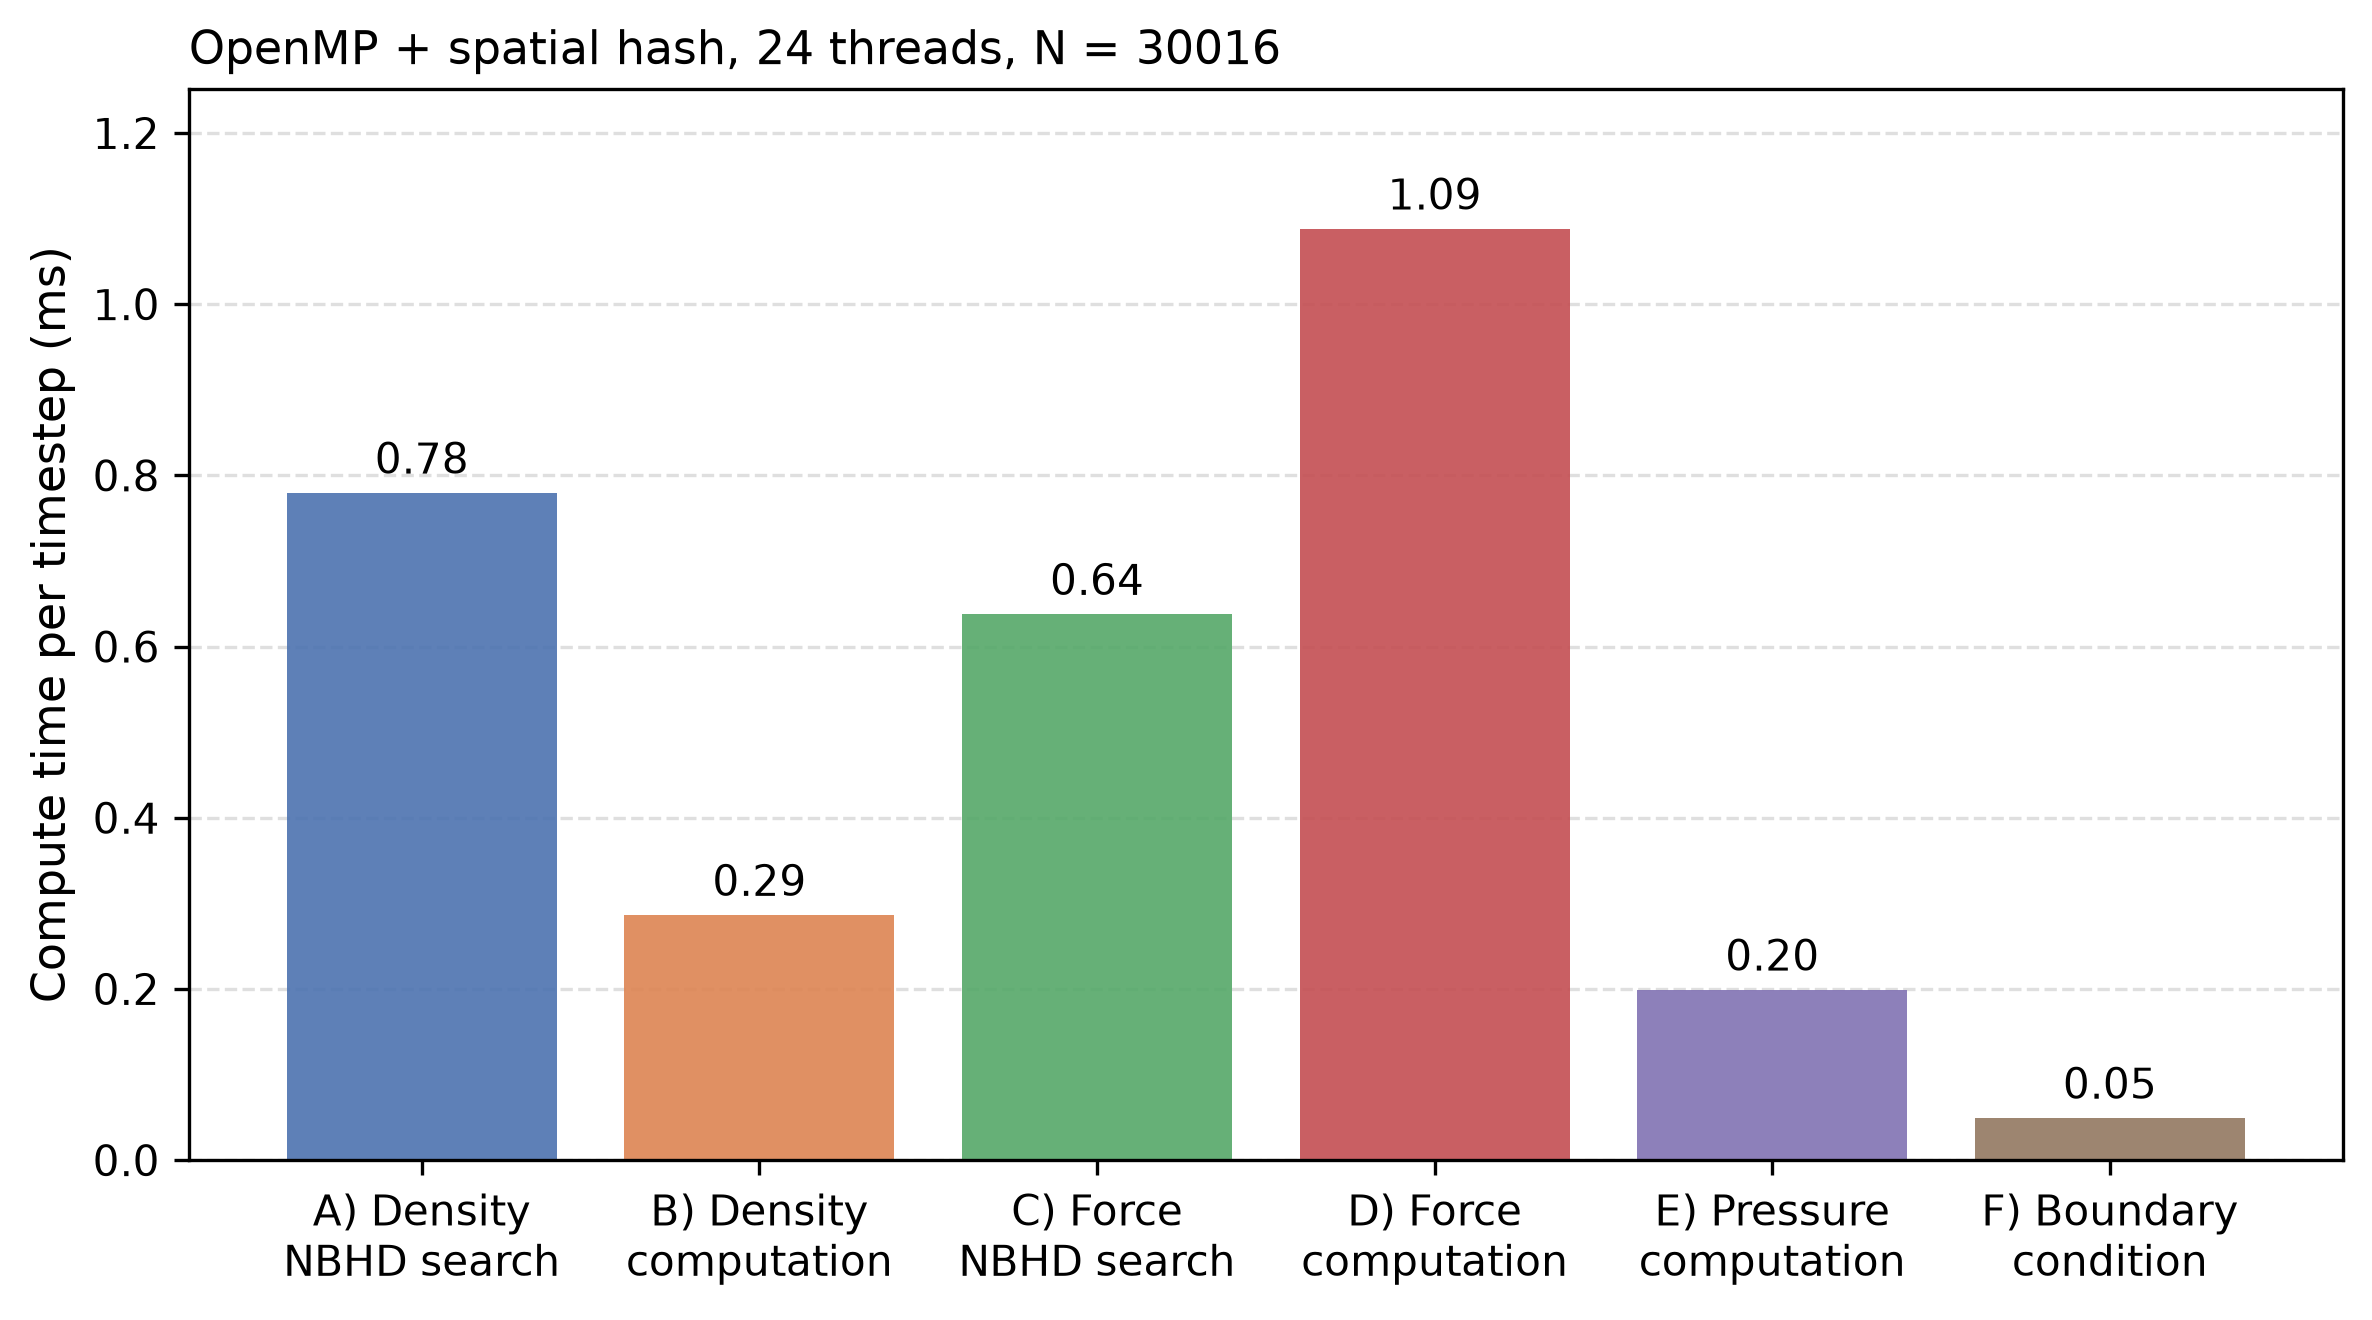 OpenMP + spatial hash, 24 threads, N = 30016
Compute time per timestep (ms)
1.2
1.0
0.8
0.6
0.4
0.2
0.0
0.78
0.29
0.64
1.09
0.20
0.05
A) Density
NBHD search
B) Density
computation
C) Force
NBHD search
D) Force
computation
E) Pressure
computation
F) Boundary
condition